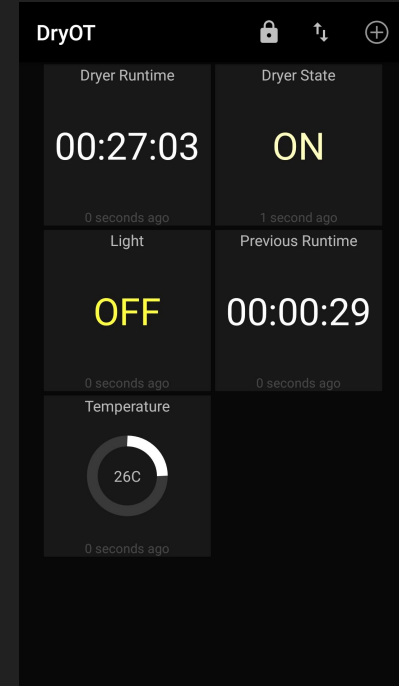 DryOT
Dryer Runtime
00:27:03
0 seconds ago
Dryer State
ON
1 second ago
Light
OFF
0 seconds ago
Previous Runtime
00:00:29
0 seconds ago
Temperature
26C
0 seconds ago